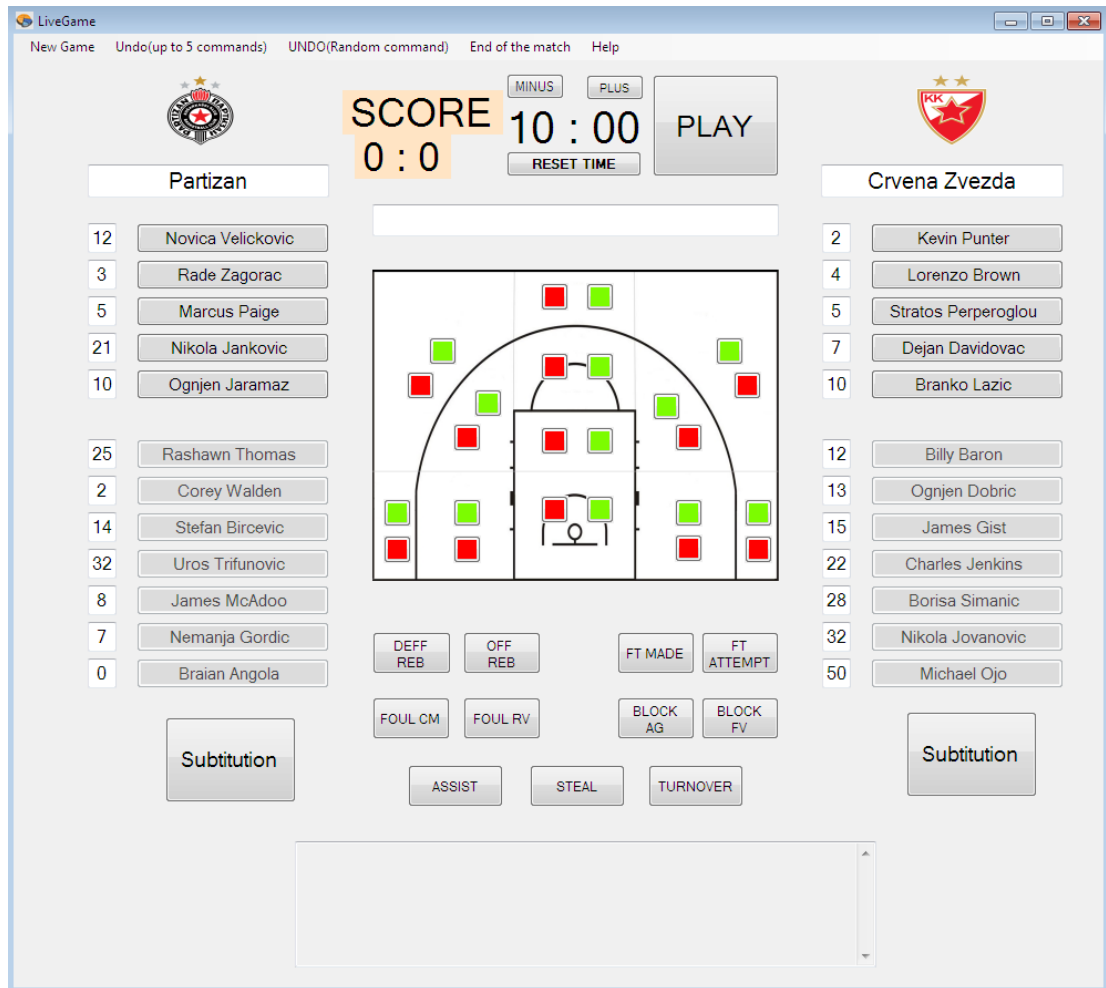 LiveGame
New Game Undo(up to 5 commands) UNDO(Random command) End of the match Help
MINUS PLUS
SCORE
10 : 00
PLAY
0 : 0
RESET TIME
PARTIZAN ПАРТИЗАН
KK
Partizan
Crvena Zvezda
12 Novica Velickovic
3 Rade Zagorac
5 Marcus Paige
21 Nikola Jankovic
10 Ognjen Jaramaz
25 Rashawn Thomas
2 Corey Walden
14 Stefan Bircevic
32 Uros Trifunovic
8 James McAdoo
7 Nemanja Gordic
0 Braian Angola
Subtitution
2 Kevin Punter
4 Lorenzo Brown
5 Stratos Perperoglou
7 Dejan Davidovac
10 Branko Lazic
12 Billy Baron
13 Ognjen Dobric
15 James Gist
22 Charles Jenkins
28 Borisa Simanic
32 Nikola Jovanovic
50 Michael Ojo
Subtitution
DEFF
REB
OFF
REB
FT MADE
FT
ATTEMPT
FOUL CM
FOUL RV
BLOCK
AG
BLOCK
FV
ASSIST
STEAL
TURNOVER